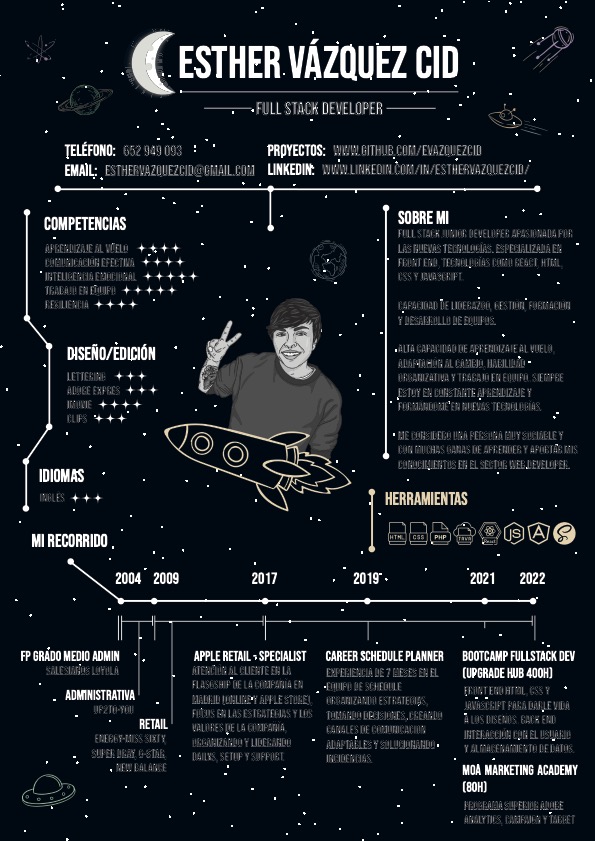 ESTHER VÁZQUEZ CID
FULL STACK DEVELOPER
TELÉFONO: 652 949 093
EMAIL: ESTHERVAZQUEZCID@GMAIL.COM
PROYECTOS: WWW.GITHUB.COM/EVAZQUEZCID
LINKEDIN: WWW.LINKEDIN.COM/IN/ESTHERVAZQUEZCID/
COMPETENCIAS
APRENDIZAJE AL VUELO
COMUNICACIÓN EFECTIVA
INTELIGENCIA EMOCIONAL
TRABAJO EN EQUIPO
RESILIENCIA
DISEÑO/EDICIÓN
LETTERING
ADOBE EXPRES
IMOVIE
CLIPS
IDIOMAS
INGLES
SOBRE MI
FULL STACK JUNIOR DEVELOPER APASIONADA POR
LAS NUEVAS TECNOLOGÍAS. ESPECIALIZADA EN
FRONT END, TECNOLOGÍAS COMO REACT, HTML,
CSS Y JAVASCRIPT.
CAPACIDAD DE LIDERAZGO, GESTIÓN, FORMACIÓN
Y DESARROLLO DE EQUIPOS.
ALTA CAPACIDAD DE APRENDIZAJE AL VUELO,
ADAPTACIÓN AL CAMBIO, HABILIDAD
ORGANIZATIVA Y TRABAJO EN EQUIPO. SIEMPRE
ESTOY EN CONSTANTE APRENDIZAJE Y
FORMÁNDOME EN NUEVAS TECNOLOGÍAS.
ME CONSIDERO UNA PERSONA MUY SOCIABLE Y
CON MUCHAS GANAS DE APRENDER Y APORTAR MIS
CONOCIMIENTOS EN EL SECTOR WEB DEVELOPER.
HERRAMIENTAS
HTML CSS PHP JAVA React JS A
MI RECORRIDO
2004 2009 2017 2019 2021 2022
FP GRADO MEDIO ADMIN
SALESIANOS LOYOLA
ADMINISTRATIVA
UP2TO-YOU
RETAIL
ENERGY-MISS SIXTY,
SUPER DRAY, G-STAR,
NEW BALANCE
APPLE RETAIL - SPECIALIST
ATENCIÓN AL CLIENTE EN LA
FLAGSHIP DE LA COMPAÑÍA EN
MADRID (ONLINE Y APPLE STORE),
FOCUS EN LAS ESTRATEGIAS Y LOS
VALORES DE LA COMPAÑÍA,
ORGANIZANDO Y LIDERANDO
DAILYS, SETUP Y SUPPORT.
CAREER SCHEDULE PLANNER
EXPERIENCIA DE 7 MESES EN EL
EQUIPO DE SCHEDULE
ORGANIZANDO ESTRATEGIAS,
TOMANDO DECISIONES, CREANDO
CANALES DE COMUNICACIÓN
ADAPTABLES Y SOLUCIONANDO
INCIDENCIAS.
BOOTCAMP FULLSTACK DEV
(UPGRADE HUB 400H)
FRONT END HTML, CSS Y
JAVASCRIPT PARA DARLE VIDA
A LOS DISEÑOS. BACK END
INTERACCIÓN CON EL USUARIO
Y ALMACENAMIENTO DE DATOS.
MOA MARKETING ACADEMY
(80H)
PROGRAMA SUPERIOR ADOBE
ANALYTICS, CAMPAIGN Y TARGET